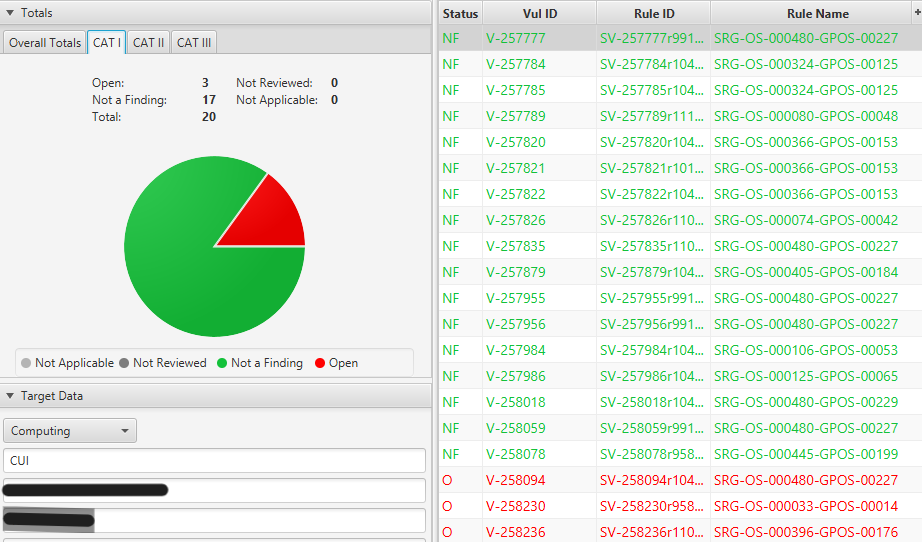 Totals
Overall Totals CAT I CAT II CAT III
Open: 3 Not Reviewed: 0
Not a Finding: 17 Not Applicable: 0
Total: 20
Not Applicable Not Reviewed Not a Finding Open
Target Data
Computing
CUI
Status Vul ID Rule ID Rule Name +
NF V-257777 SV-257777r991... SRG-OS-000480-GPOS-00227
NF V-257784 SV-257784r104... SRG-OS-000324-GPOS-00125
NF V-257785 SV-257785r104... SRG-OS-000324-GPOS-00125
NF V-257789 SV-257789r111... SRG-OS-000080-GPOS-00048
NF V-257820 SV-257820r104... SRG-OS-000366-GPOS-00153
NF V-257821 SV-257821r101... SRG-OS-000366-GPOS-00153
NF V-257822 SV-257822r104... SRG-OS-000366-GPOS-00153
NF V-257826 SV-257826r110... SRG-OS-000074-GPOS-00042
NF V-257835 SV-257835r110... SRG-OS-000480-GPOS-00227
NF V-257879 SV-257879r104... SRG-OS-000405-GPOS-00184
NF V-257955 SV-257955r991... SRG-OS-000480-GPOS-00227
NF V-257956 SV-257956r991... SRG-OS-000480-GPOS-00227
NF V-257984 SV-257984r104... SRG-OS-000106-GPOS-00053
NF V-257986 SV-257986r104... SRG-OS-000125-GPOS-00065
NF V-258018 SV-258018r104... SRG-OS-000480-GPOS-00229
NF V-258059 SV-258059r991... SRG-OS-000480-GPOS-00227
NF V-258078 SV-258078r958... SRG-OS-000445-GPOS-00199
O V-258094 SV-258094r104... SRG-OS-000480-GPOS-00227
O V-258230 SV-258230r958... SRG-OS-000033-GPOS-00014
O V-258236 SV-258236r110... SRG-OS-000396-GPOS-00176